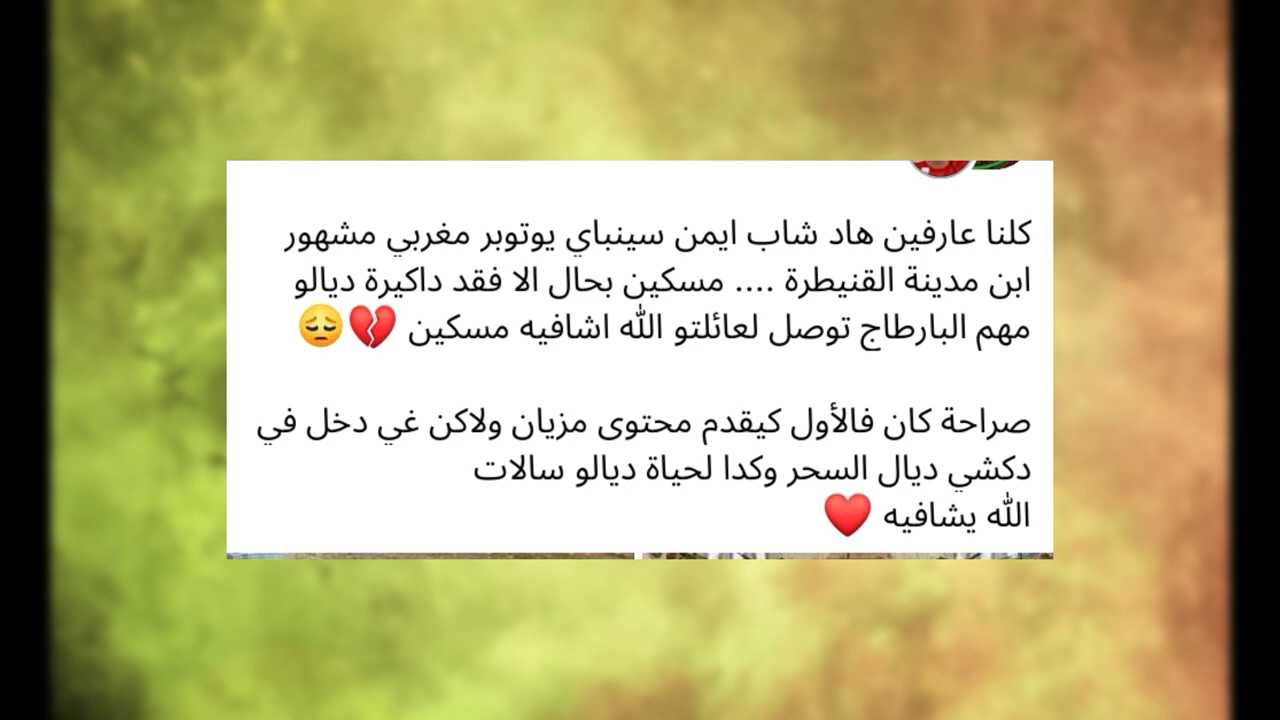 كلنا عارفين هاد شاب ايمن سينباي يوتوبر مغربي مشهور
ابن مدينة القنيطرة .... مسكين بحال الا فقد داكيرة ديالو
مهم البارطاج توصل لعائلتو الله اشافيه مسكين 💔😔
صراحة كان فالأول كيقدم محتوى مزيان ولاكن غي دخل في
دكشي ديال السحر وكدا لحياة ديالو سالات
الله يشافيه ❤️